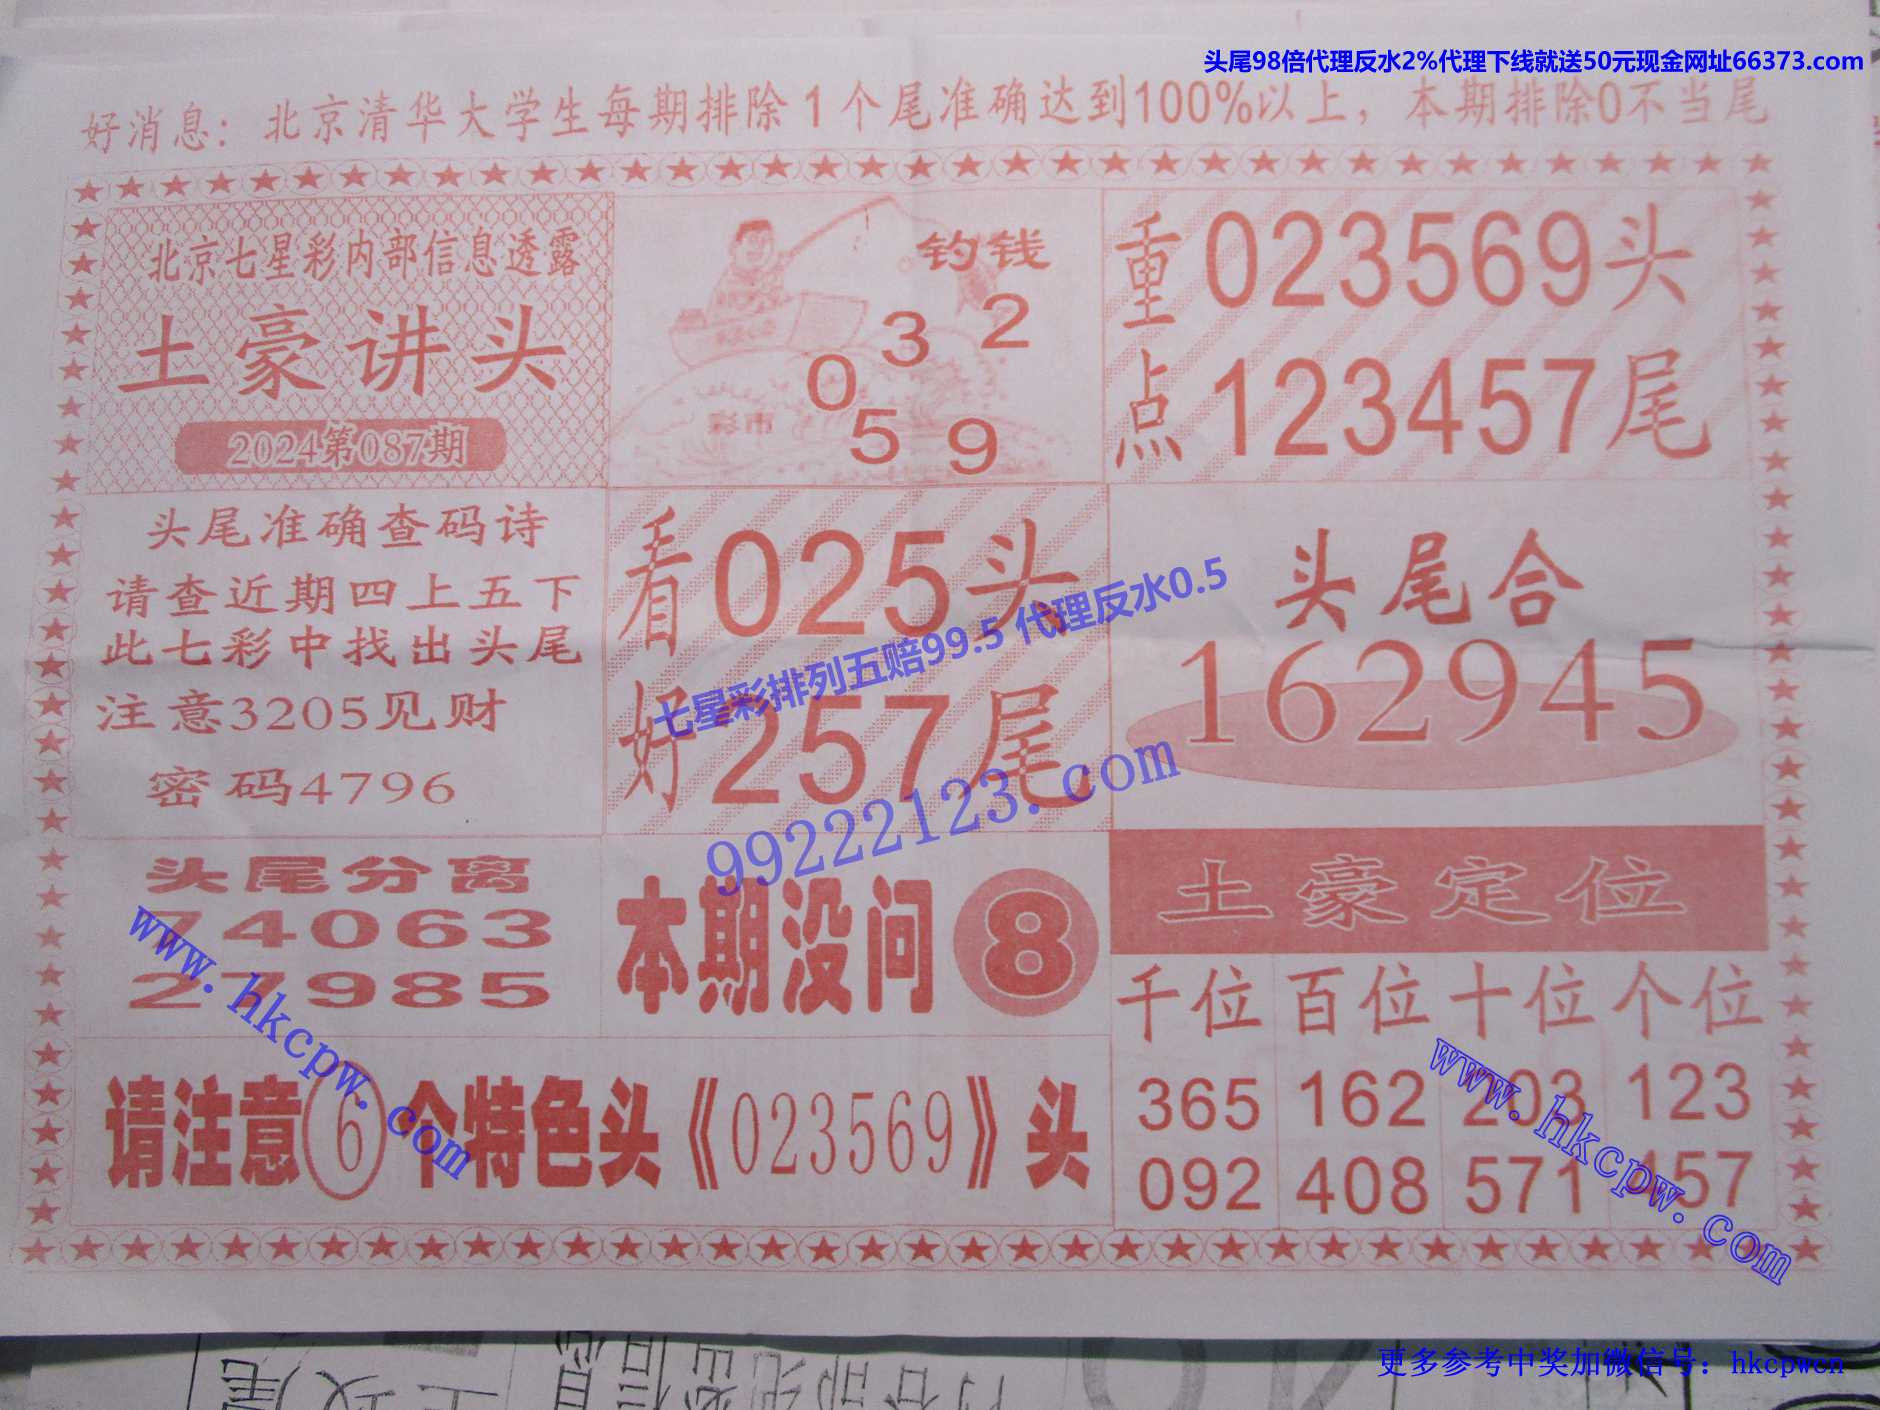 头尾98倍代理反水2%代理下线就送50元现金网址66373.com
好消息：北京清华大学生每期排除1个尾准确达到100%以上，本期排除0不当尾
北京七星彩内部信息透露
土豪讲头
2024第087期
钓钱
2
3
0
5
9
彩市
重点
023569头
123457尾
头尾准确查码诗
请查近期四上五下
此七彩中找出头尾
注意3205见财
密码4796
看025头
好257尾
七星彩排列五赔99.5 代理反水0.5
99222123.com
头尾合
162945
头尾分离
74063
27985
www.hkcpw.com
本期没问8
土豪定位
千位 百位 十位 个位
365 162 203 123
092 408 571 457
www.hkcpw.com
请注意6个特色头《023569》头
更多参考中奖加微信号：hkcpwcn